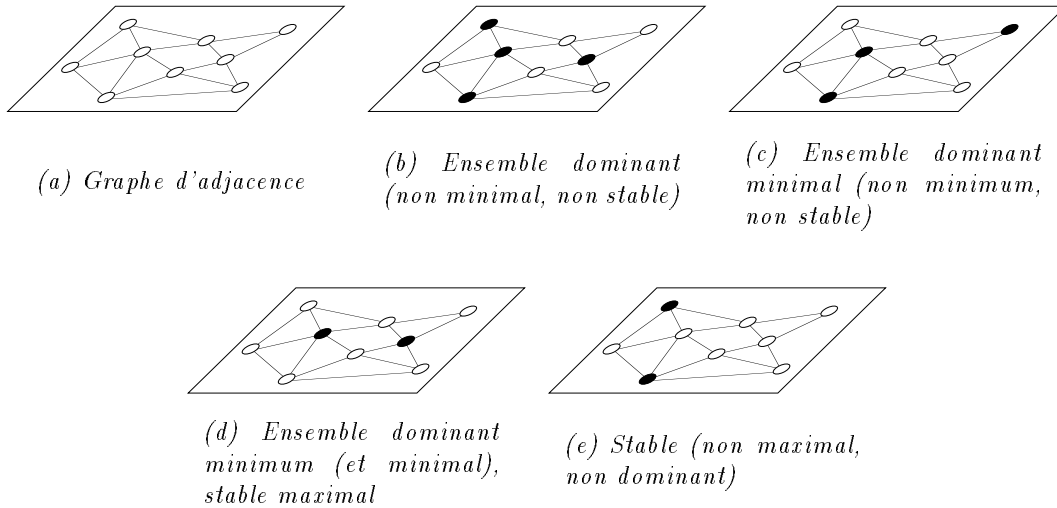 (a) Graphe d'adjacence
(b) Ensemble dominant
(non minimal, non stable)
(c) Ensemble dominant
minimal (non minimum,
non stable)
(d) Ensemble dominant
minimum (et minimal),
stable maximal
(e) Stable (non maximal,
non dominant)